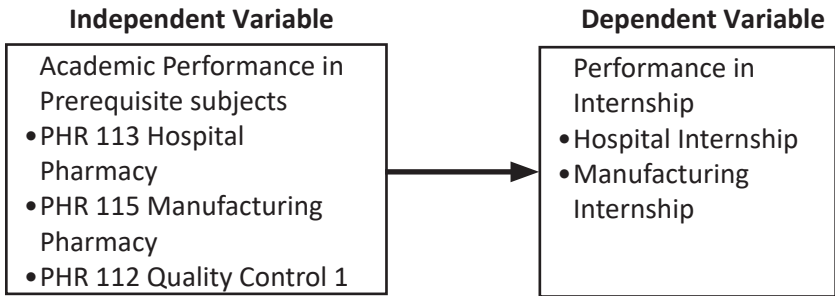 Independent Variable
Academic Performance in
Prerequisite subjects
•PHR 113 Hospital
Pharmacy
•PHR 115 Manufacturing
Pharmacy
•PHR 112 Quality Control 1
Dependent Variable
Performance in
Internship
•Hospital Internship
•Manufacturing
Internship